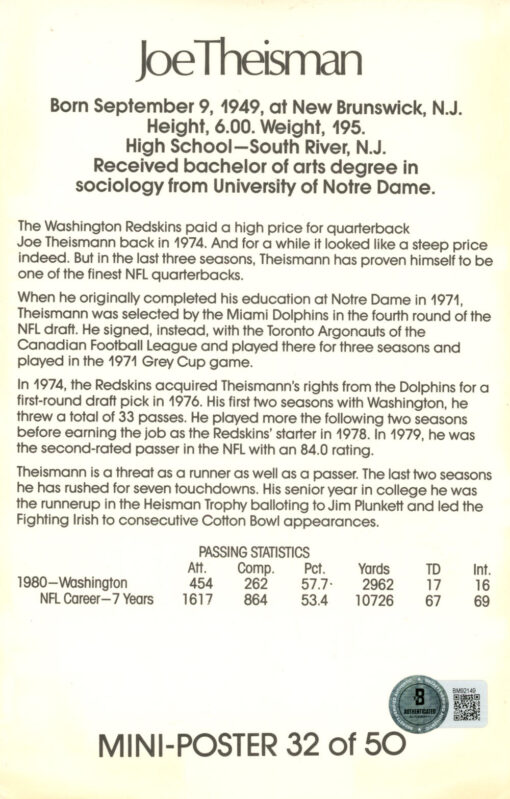 Joe Theisman
Born September 9, 1949, at New Brunswick, N.J.
Height, 6.00. Weight, 195.
High School—South River, N.J.
Received bachelor of arts degree in
sociology from University of Notre Dame.
The Washington Redskins paid a high price for quarterback
Joe Theismann back in 1974. And for a while it looked like a steep price
indeed. But in the last three seasons, Theismann has proven himself to be
one of the finest NFL quarterbacks.
When he originally completed his education at Notre Dame in 1971,
Theismann was selected by the Miami Dolphins in the fourth round of the
NFL draft. He signed, instead, with the Toronto Argonauts of the
Canadian Football League and played there for three seasons and
played in the 1971 Grey Cup game.
In 1974, the Redskins acquired Theismann's rights from the Dolphins for a
first-round draft pick in 1976. His first two seasons with Washington, he
threw a total of 33 passes. He played more the following two seasons
before earning the job as the Redskins' starter in 1978. In 1979, he was
the second-rated passer in the NFL with an 84.0 rating.
Theismann is a threat as a runner as well as a passer. The last two seasons
he has rushed for seven touchdowns. His senior year in college he was
the runnerup in the Heisman Trophy balloting to Jim Plunkett and led the
Fighting Irish to consecutive Cotton Bowl appearances.
PASSING STATISTICS
Att. Comp. Pct. Yards TD Int.
1980—Washington 454 262 57.7 2962 17 16
NFL Career—7 Years 1617 864 53.4 10726 67 69
B
AUTHENTICATED
BM92149
MINI-POSTER 32 of 50